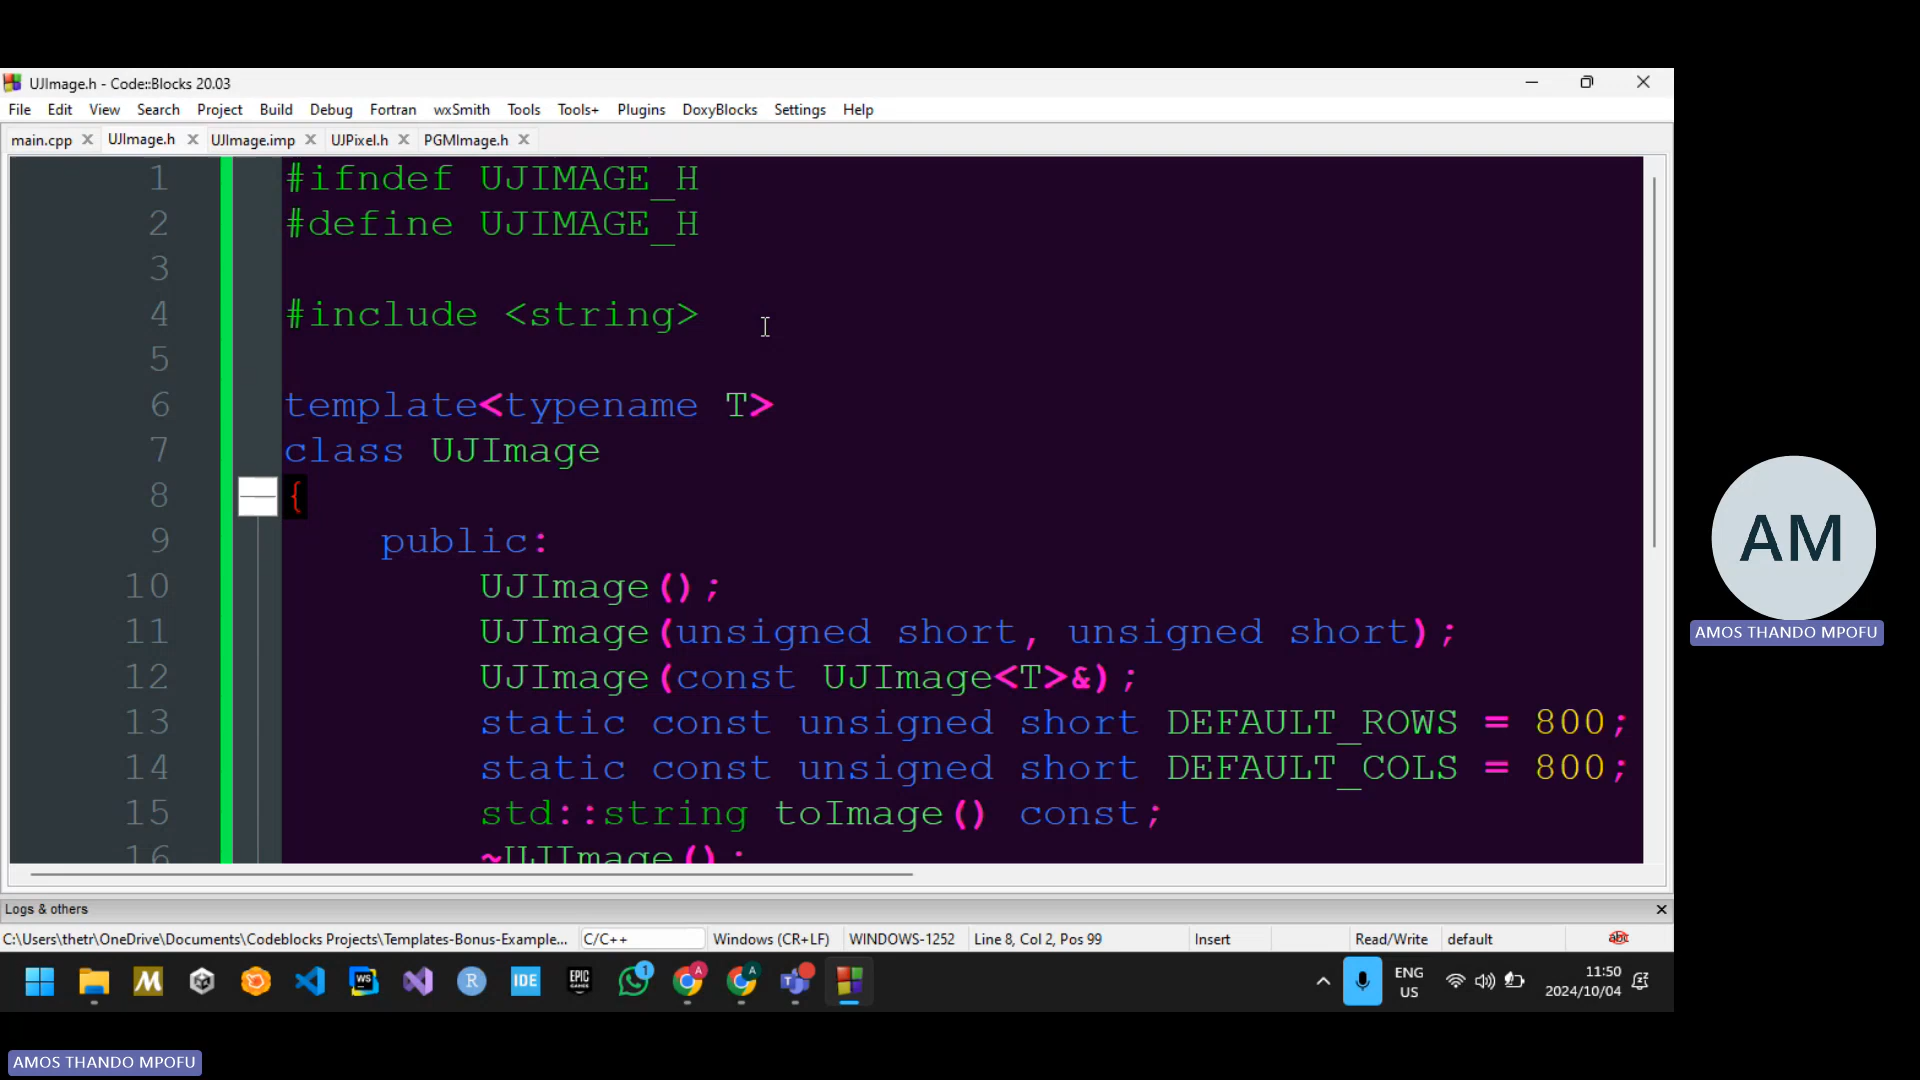 UJImage.h - Code::Blocks 20.03
File Edit View Search Project Build Debug Fortran wxSmith Tools Tools+ Plugins DoxyBlocks Settings Help
main.cpp UJImage.h UJImage.imp UJPixel.h PGMImage.h
1 #ifndef UJIMAGE_H
2 #define UJIMAGE_H
3
4 #include <string>
5
6 template<typename T>
7 class UJImage
8 {
9 public:
10 UJImage();
11 UJImage(unsigned short, unsigned short);
12 UJImage(const UJImage<T>&);
13 static const unsigned short DEFAULT_ROWS = 800;
14 static const unsigned short DEFAULT_COLS = 800;
15 std::string toImage() const;
16 ~UJImage();
AM
AMOS THANDO MPOFU
Logs & others
C:\Users\thetr\OneDrive\Documents\Codeblocks Projects\Templates-Bonus-Example... C/C++ Windows (CR+LF) WINDOWS-1252 Line 8, Col 2, Pos 99 Insert Read/Write default abc
M WS R IDE EPIC GAMES 1 A A ENG US 11:50
2024/10/04
AMOS THANDO MPOFU